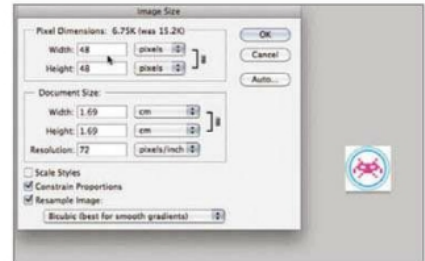 Image Size
Pixel Dimensions: 6.75K (was 15.2K)
Width: 48 pixels
Height: 48 pixels
Document Size:
Width: 1.69 cm
Height: 1.69 cm
Resolution: 72 pixels/inch
Scale Styles
Constrain Proportions
Resample Image:
Bicubic (best for smooth gradients)
OK
Cancel
Auto...